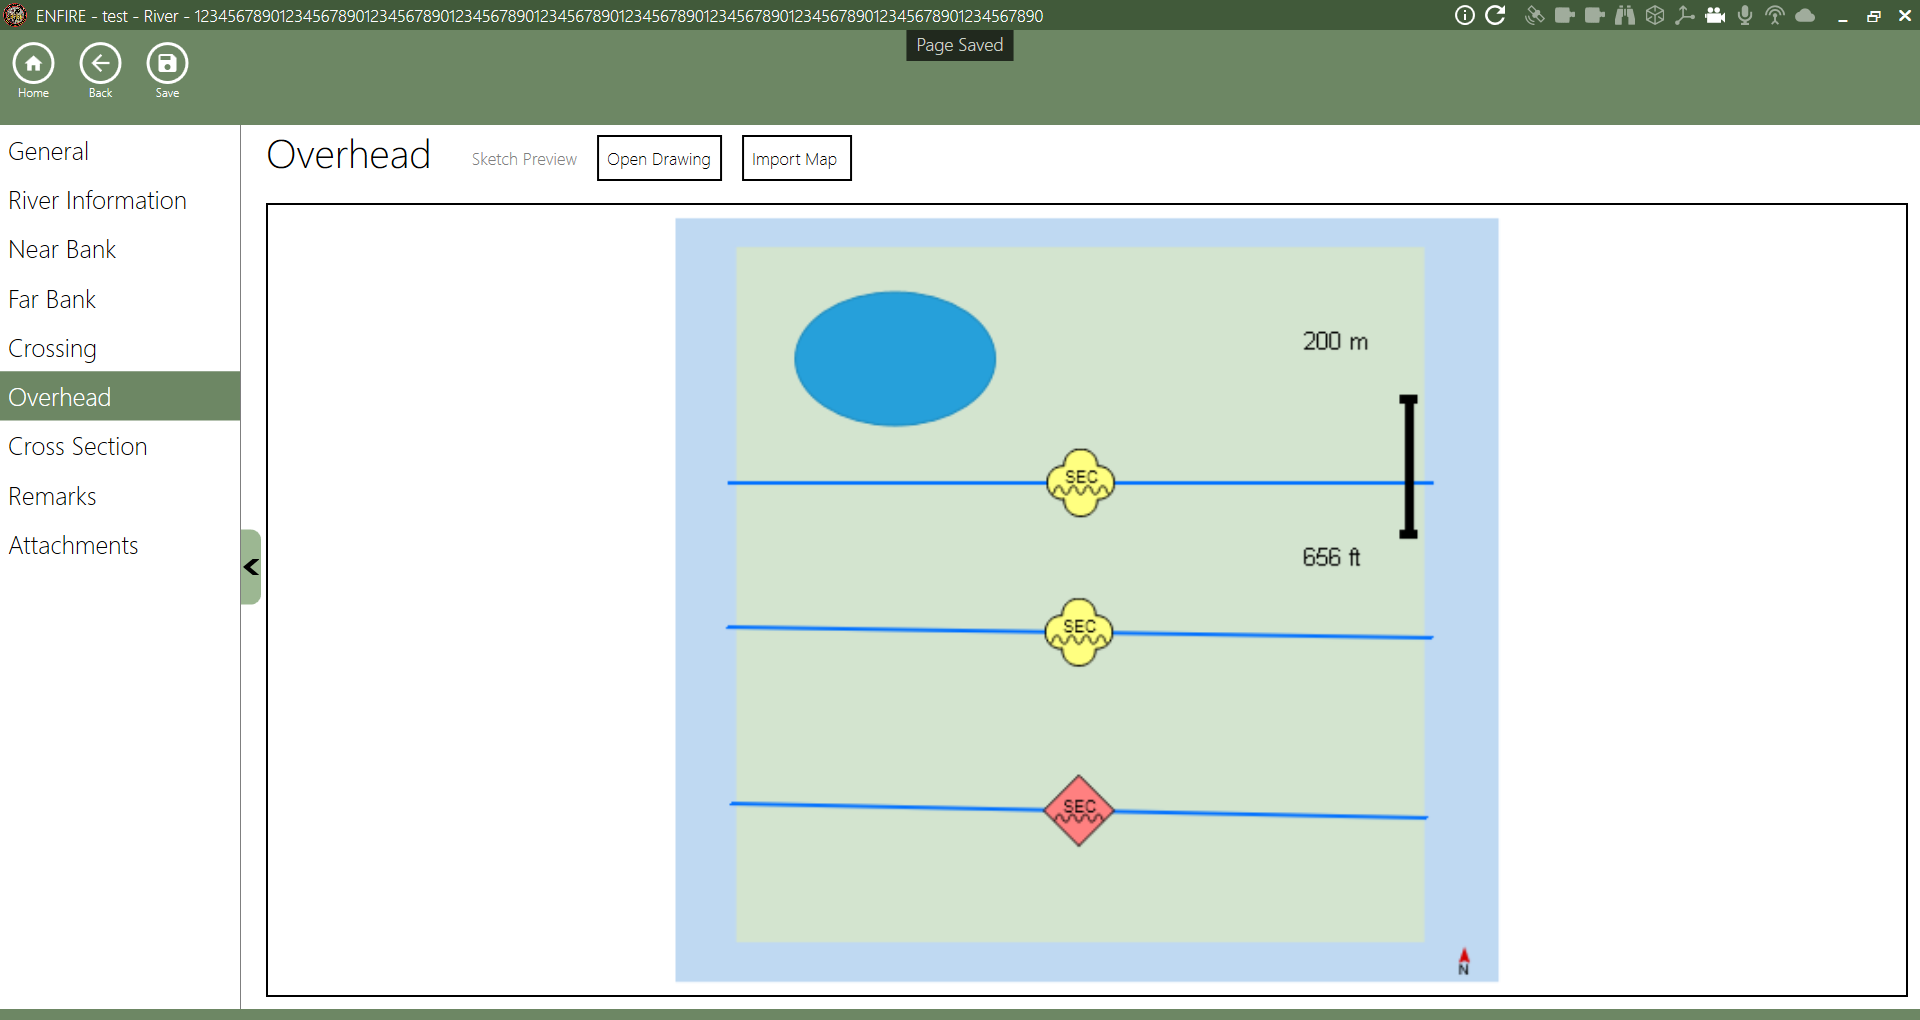 ENFIRE - test - River - 1234567890123456789012345678901234567890123456789012345678901234567890123456789012345678901234567890
Page Saved
Home
Back
Save
General
River Information
Near Bank
Far Bank
Crossing
Overhead
Cross Section
Remarks
Attachments
Overhead
Sketch Preview
Open Drawing
Import Map
200 m
SEC
656 ft
SEC
SEC
N